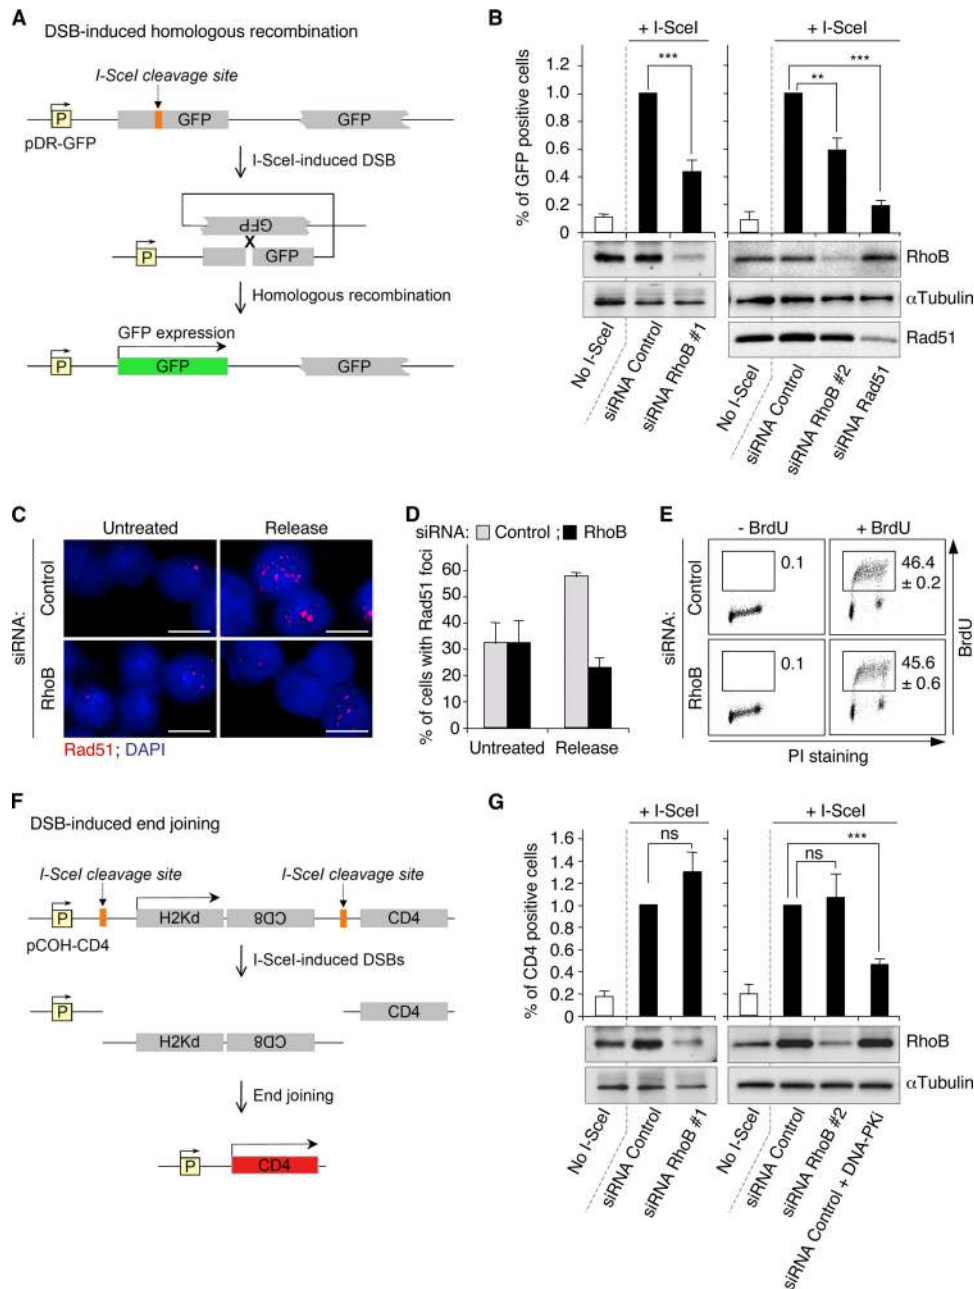 A
DSB-induced homologous recombination
I-SceI cleavage site
P
GFP
GFP
pDR-GFP
I-SceI-induced DSB
GFP
X
P
GFP
Homologous recombination
GFP expression
P
GFP
GFP
B
+ I-SceI
+ I-SceI
***
***
**
% of GFP positive cells
1.2
1.0
0.8
0.6
0.4
0.2
0
RhoB
αTubulin
Rad51
No I-SceI
siRNA Control
siRNA RhoB #1
No I-SceI
siRNA Control
siRNA RhoB #2
siRNA Rad51
C
Untreated
Release
siRNA:
Control
RhoB
Rad51; DAPI
D
siRNA: Control ; RhoB
% of cells with Rad51 foci
60
50
40
30
20
10
0
Untreated
Release
E
- BrdU
+ BrdU
siRNA:
Control
0.1
46.4
± 0.2
RhoB
0.1
45.6
± 0.6
BrdU
PI staining
F
DSB-induced end joining
I-SceI cleavage site
I-SceI cleavage site
P
H2Kd
CD8
CD4
pCOH-CD4
I-SceI-induced DSBs
P
CD4
H2Kd
CD8
End joining
P
CD4
G
+ I-SceI
+ I-SceI
ns
***
ns
% of CD4 positive cells
1.6
1.4
1.2
1.0
0.8
0.6
0.4
0.2
0
RhoB
αTubulin
No I-SceI
siRNA Control
siRNA RhoB #1
No I-SceI
siRNA Control
siRNA RhoB #2
siRNA Control + DNA-PKi